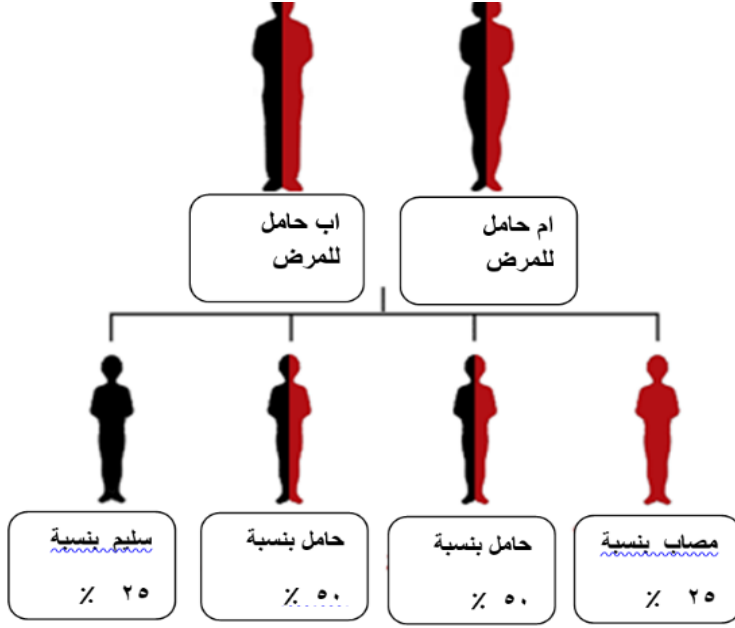 ام حامل
للمرض
اب حامل
للمرض
مصاب بنسبة
٢٥ ٪
حامل بنسبة
٥٠ ٪
حامل بنسبة
٥٠ ٪
سليم بنسبة
٢٥ ٪